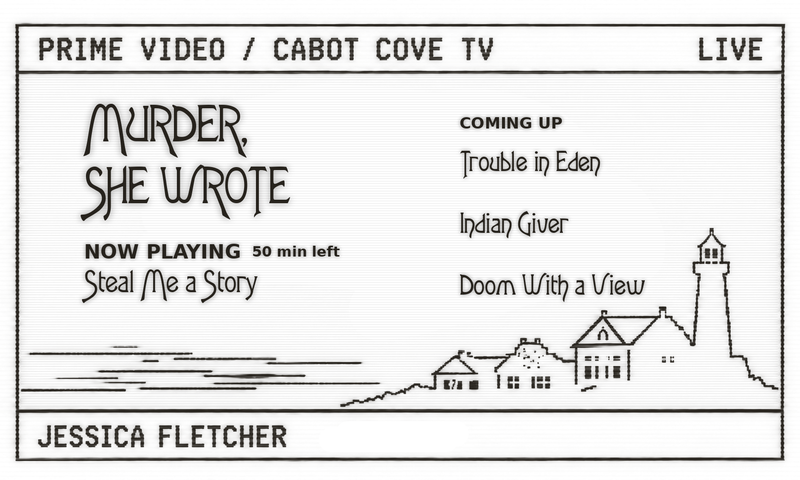 PRIME VIDEO / CABOT COVE TV LIVE
MURDER,
SHE WROTE
NOW PLAYING 50 min left
Steal Me a Story
COMING UP
Trouble in Eden
Indian Giver
Doom With a View
JESSICA FLETCHER